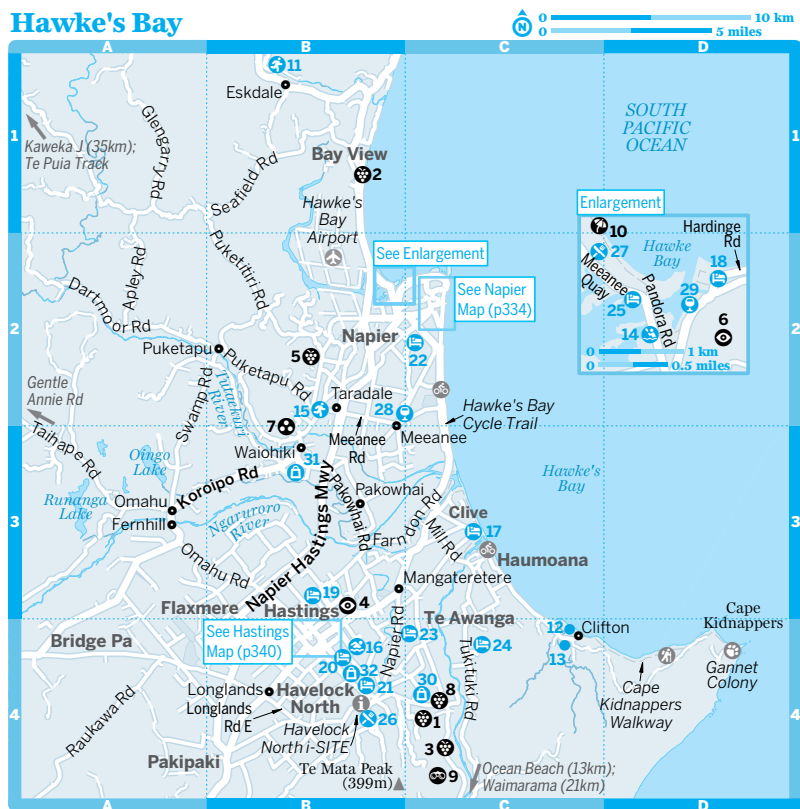 Hawke's Bay
N
0 10 km
0 5 miles
A B C D
1
2
3
4
1
2
3
4
A B C D
11
Eskdale
Glengarry Rd
Kaweka J (35km);
Te Puia Track
Seafield Rd
Bay View
2
SOUTH
PACIFIC
OCEAN
Hawke's
Bay
Airport
Apley Rd
Puketitiri Rd
Dartmoor Rd
See Enlargement
See Napier
Map (p334)
Enlargement
10
27
Hawke
Bay
Hardinge
Rd
18
Meeanee
Quay
Pandora Rd
25
29
14
6
0 1 km
0 0.5 miles
Napier
22
Puketapu
Puketapu Rd
5
Tutaekuri
River
Swamp Rd
Gentle
Annie Rd
Taihape Rd
Taradale
15
28
7
Meeanee
Rd
Meeanee
Hawke's Bay
Cycle Trail
Waiohiki
31
Oingo
Lake
Koroipo Rd
Runanga
Lake
Omahu
Fernhill
Ngaruroro
River
Omahu Rd
Napier Hastings Mwy
Pakowhai
Pakowhai Rd
Farndon Rd
Mill Rd
Hawke's
Bay
Clive
17
Haumoana
Mangateretere
19
4
Flaxmere
Hastings
Bridge Pa
See Hastings
Map (p340)
Napier Rd
Te Awanga
23
24
Tukituki Rd
12
Clifton
13
Cape
Kidnappers
Gannet
Colony
Cape
Kidnappers
Walkway
16
20
32
21
30
8
Longlands
Longlands
Rd E
Havelock
North
26
1
Havelock
North i-SITE
3
9
Raukawa Rd
Pakipaki
Te Mata Peak
(399m)
Ocean Beach (13km);
Waimarama (21km)